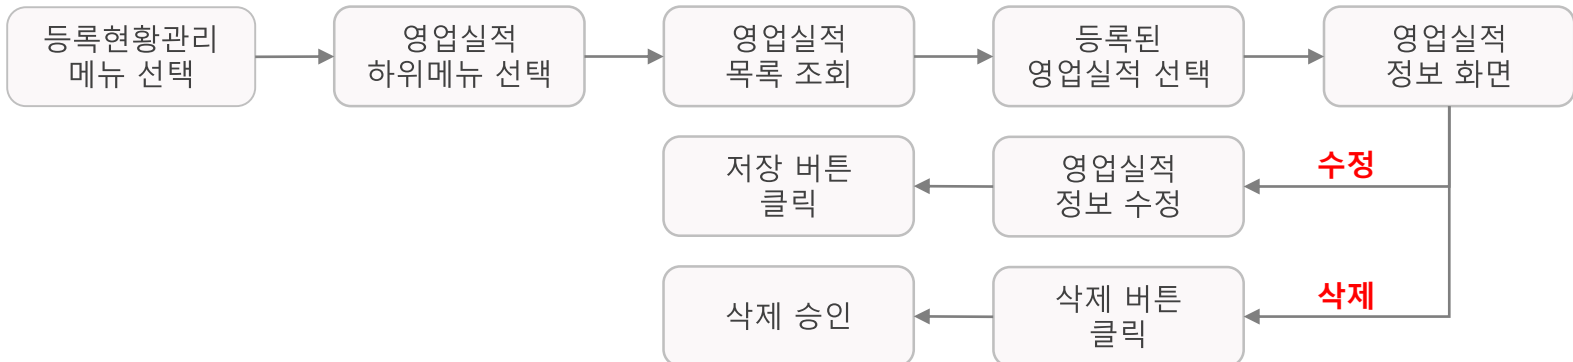 등록현황관리
메뉴 선택
영업실적
하위메뉴 선택
영업실적
목록 조회
등록된
영업실적 선택
영업실적
정보 화면
수정
영업실적
정보 수정
저장 버튼
클릭
삭제
삭제 버튼
클릭
삭제 승인